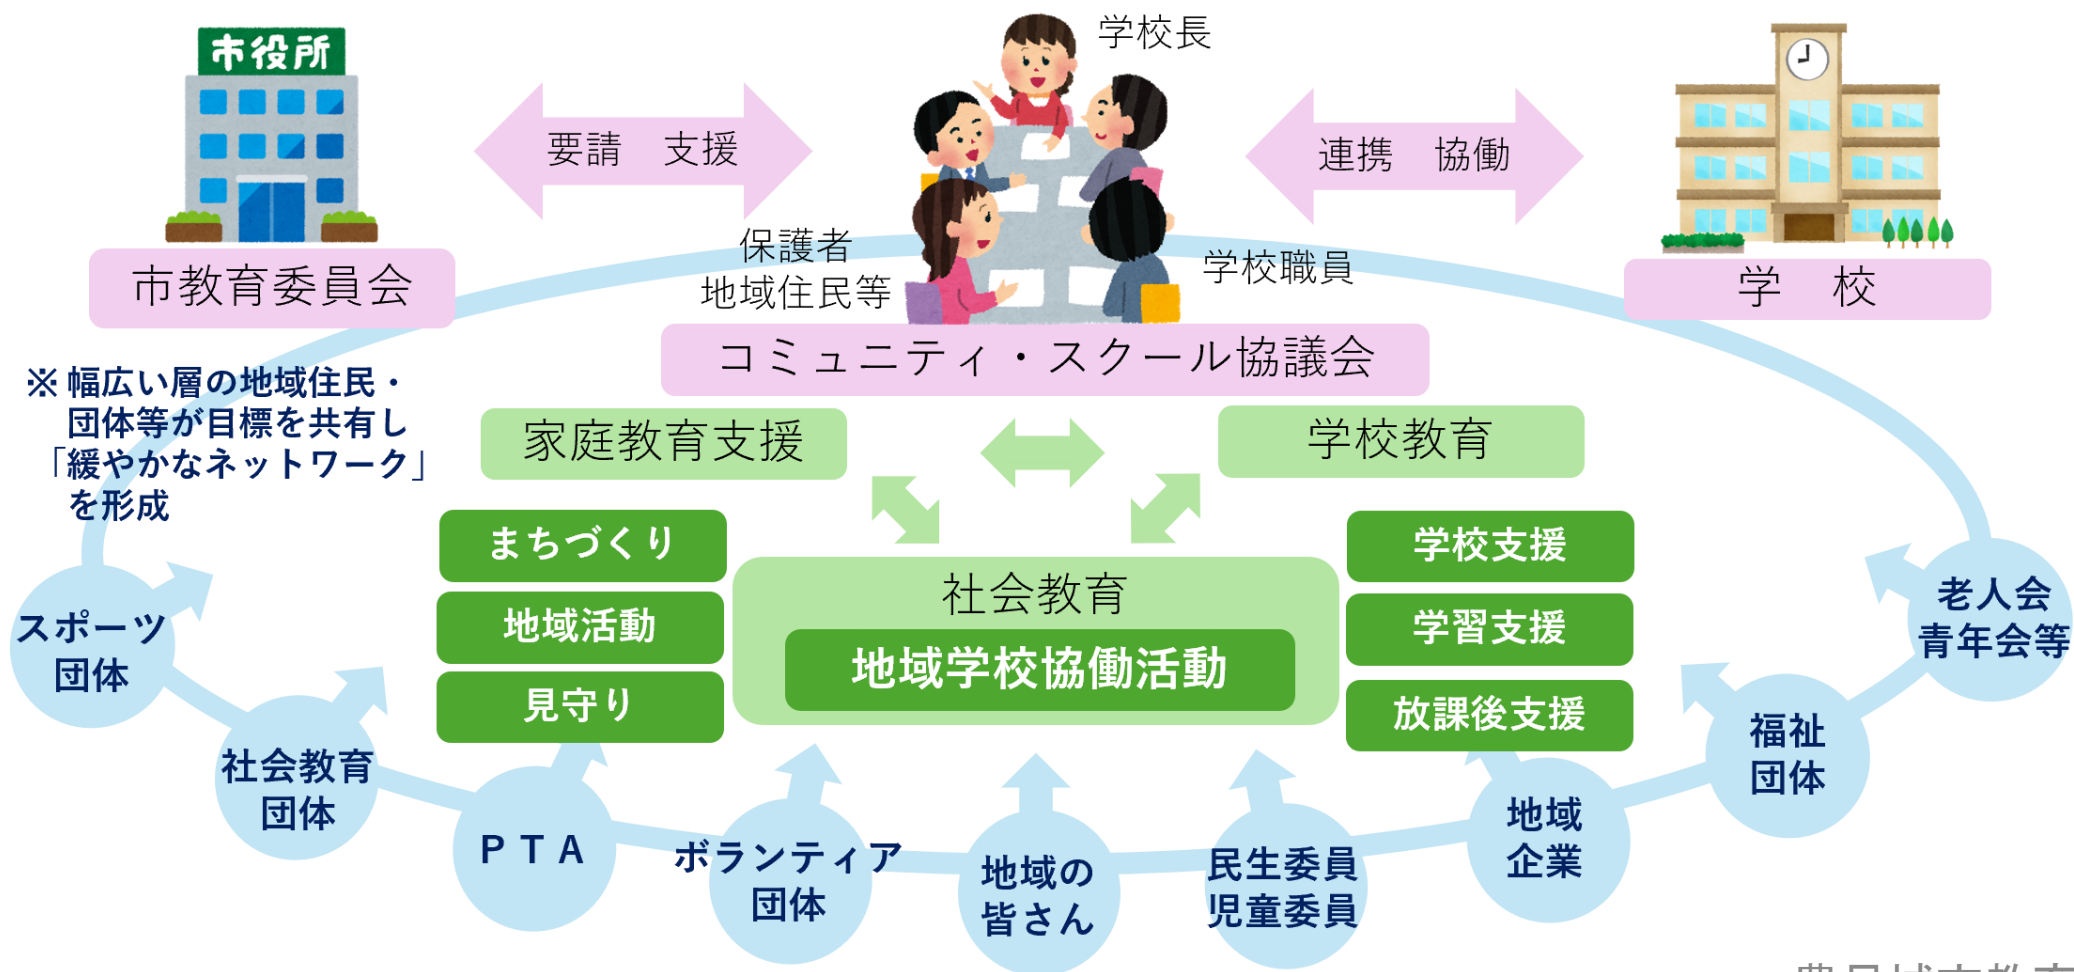 市役所
学校長
要請　支援
連携　協働
保護者
地域住民等
学校職員
市教育委員会
学　校
コミュニティ・スクール協議会
※ 幅広い層の地域住民・
団体等が目標を共有し
「緩やかなネットワーク」
を形成
家庭教育支援
学校教育
まちづくり
地域活動
見守り
社会教育
地域学校協働活動
学校支援
学習支援
放課後支援
スポーツ
団体
社会教育
団体
ＰＴＡ
ボランティア
団体
地域の
皆さん
民生委員
児童委員
地域
企業
福祉
団体
老人会
青年会等